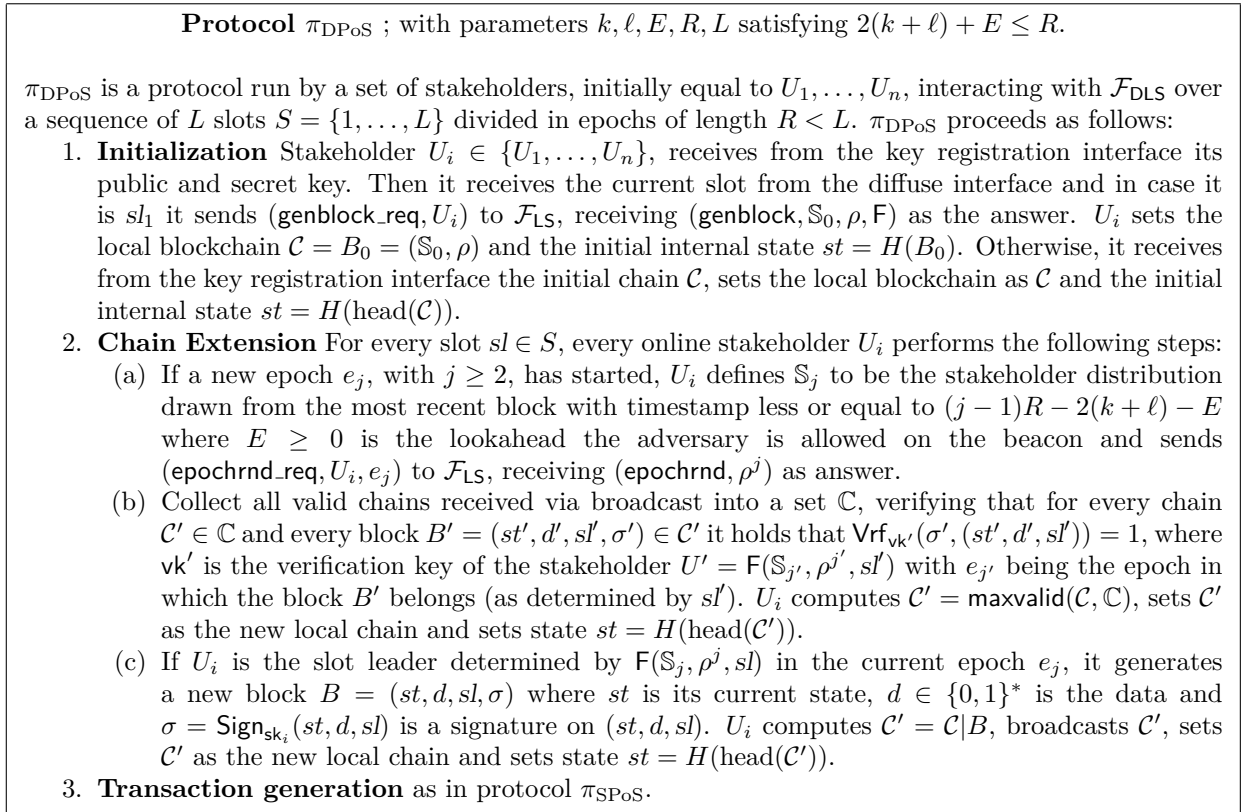 Protocol π_DPoS ; with parameters k, ℓ, E, R, L satisfying 2(k + ℓ) + E ≤ R.
π_DPoS is a protocol run by a set of stakeholders, initially equal to U_1, . . . , U_n, interacting with F_DLS over
a sequence of L slots S = {1, . . . , L} divided in epochs of length R < L. π_DPoS proceeds as follows:
1. Initialization Stakeholder U_i ∈ {U_1, . . . , U_n}, receives from the key registration interface its
public and secret key. Then it receives the current slot from the diffuse interface and in case it
is sl_1 it sends (genblock_req, U_i) to F_LS, receiving (genblock, 𝕊_0, ρ, F) as the answer. U_i sets the
local blockchain C = B_0 = (𝕊_0, ρ) and the initial internal state st = H(B_0). Otherwise, it receives
from the key registration interface the initial chain C, sets the local blockchain as C and the initial
internal state st = H(head(C)).
2. Chain Extension For every slot sl ∈ S, every online stakeholder U_i performs the following steps:
(a) If a new epoch e_j, with j ≥ 2, has started, U_i defines 𝕊_j to be the stakeholder distribution
drawn from the most recent block with timestamp less or equal to (j − 1)R − 2(k + ℓ) − E
where E ≥ 0 is the lookahead the adversary is allowed on the beacon and sends
(epochrnd_req, U_i, e_j) to F_LS, receiving (epochrnd, ρ^j) as answer.
(b) Collect all valid chains received via broadcast into a set ℂ, verifying that for every chain
C′ ∈ ℂ and every block B′ = (st′, d′, sl′, σ′) ∈ C′ it holds that Vrf_vk′(σ′, (st′, d′, sl′)) = 1, where
vk′ is the verification key of the stakeholder U′ = F(𝕊_j′, ρ^j′, sl′) with e_j′ being the epoch in
which the block B′ belongs (as determined by sl′). U_i computes C′ = maxvalid(C, ℂ), sets C′
as the new local chain and sets state st = H(head(C′)).
(c) If U_i is the slot leader determined by F(𝕊_j, ρ^j, sl) in the current epoch e_j, it generates
a new block B = (st, d, sl, σ) where st is its current state, d ∈ {0, 1}* is the data and
σ = Sign_sk_i(st, d, sl) is a signature on (st, d, sl). U_i computes C′ = C|B, broadcasts C′, sets
C′ as the new local chain and sets state st = H(head(C′)).
3. Transaction generation as in protocol π_SPoS.